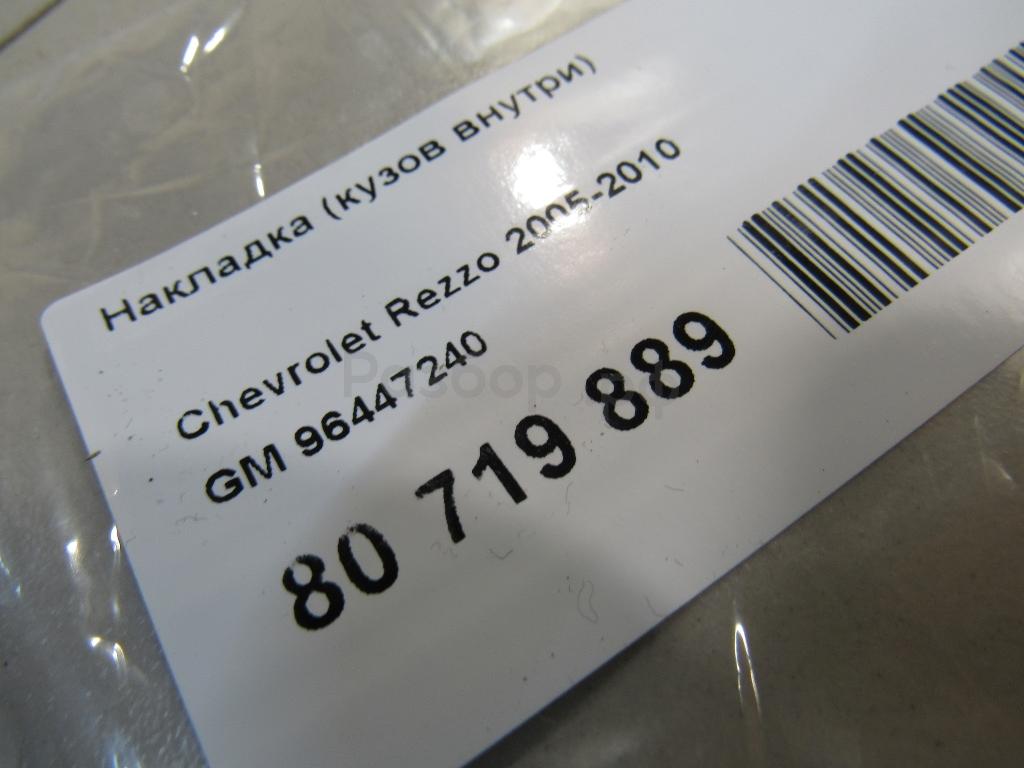 Накладка (кузов внутри)
Chevrolet Rezzo 2005-2010
GM 96447240
80 719 889